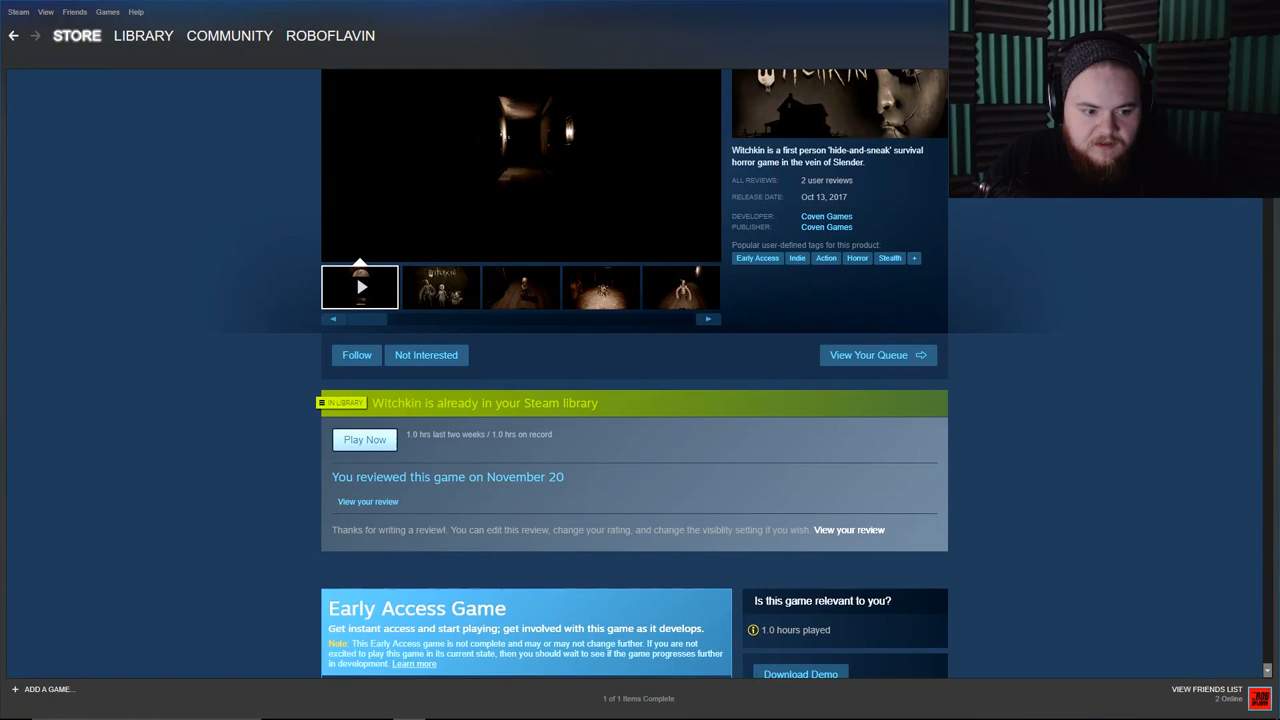 Steam View Friends Games Help
STORE LIBRARY COMMUNITY ROBOFLAVIN
WITCHKIN
Witchkin is a first person 'hide-and-sneak' survival
horror game in the vein of Slender.
ALL REVIEWS: 2 user reviews
RELEASE DATE: Oct 13, 2017
DEVELOPER: Coven Games
PUBLISHER: Coven Games
Popular user-defined tags for this product:
Early Access Indie Action Horror Stealth +
Follow Not Interested View Your Queue
IN LIBRARY Witchkin is already in your Steam library
Play Now 1.0 hrs last two weeks / 1.0 hrs on record
You reviewed this game on November 20
View your review
Thanks for writing a review!. You can edit this review, change your rating, and change the visiblity setting if you wish. View your review
Early Access Game
Get instant access and start playing; get involved with this game as it develops.
Note: This Early Access game is not complete and may or may not change further. If you are not
excited to play this game in its current state, then you should wait to see if the game progresses further
in development. Learn more
Is this game relevant to you?
1.0 hours played
Download Demo
+ ADD A GAME...
1 of 1 Items Complete
VIEW FRIENDS LIST
2 Online